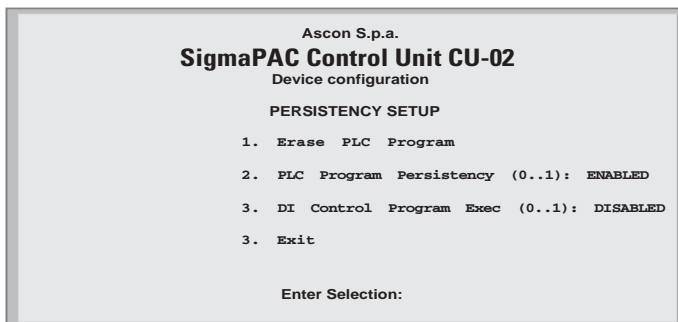 Ascon S.p.a.
SigmaPAC Control Unit CU-02
Device configuration
PERSISTENCY SETUP
1. Erase PLC Program
2. PLC Program Persistency (0..1): ENABLED
3. DI Control Program Exec (0..1): DISABLED
3. Exit
Enter Selection: